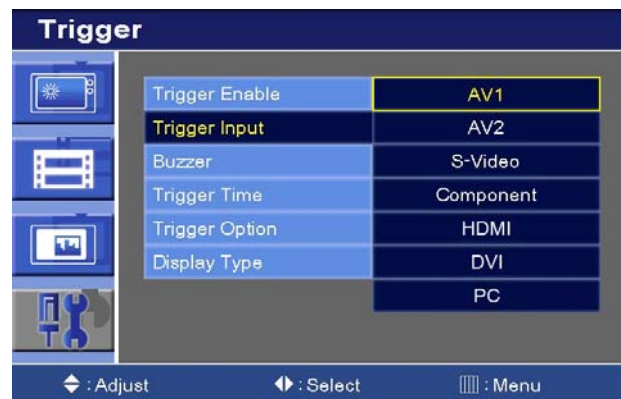 Trigger
Trigger Enable AV1
Trigger Input AV2
Buzzer S-Video
Trigger Time Component
Trigger Option HDMI
Display Type DVI
PC
: Adjust : Select : Menu